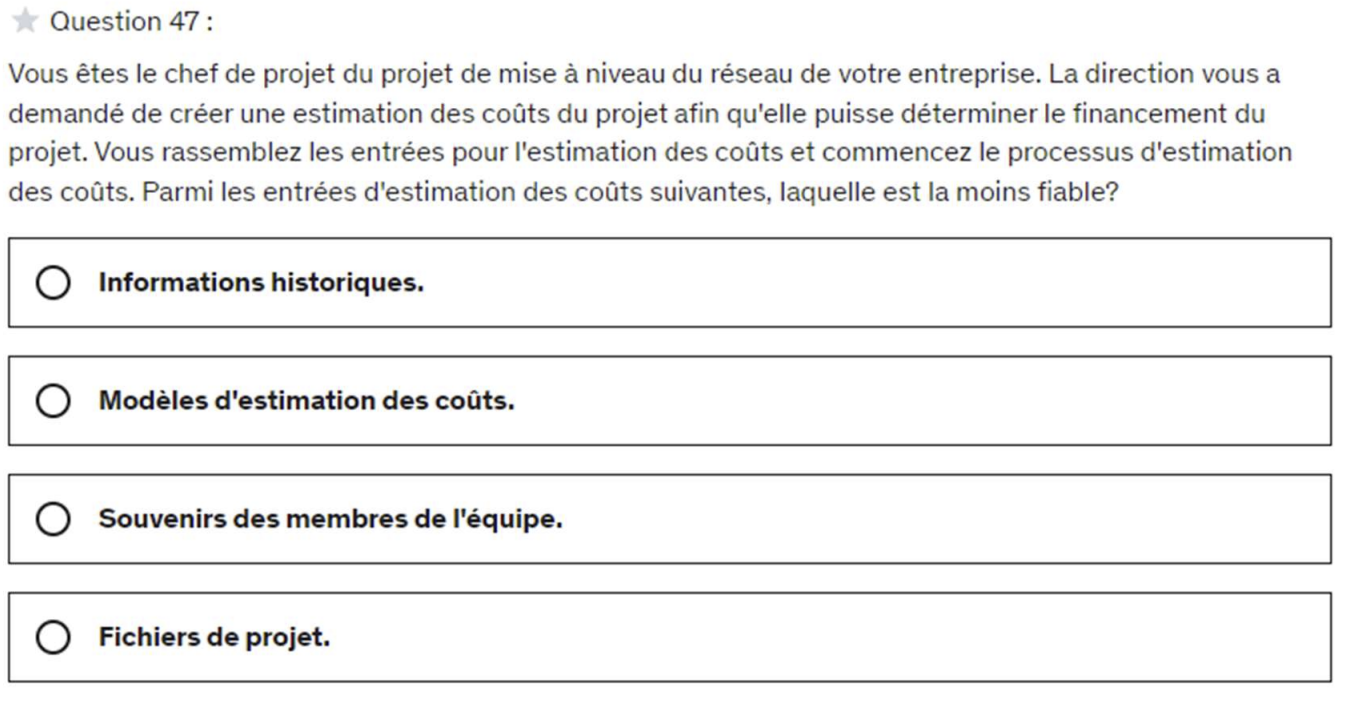 Question 47 :
Vous êtes le chef de projet du projet de mise à niveau du réseau de votre entreprise. La direction vous a
demandé de créer une estimation des coûts du projet afin qu'elle puisse déterminer le financement du
projet. Vous rassemblez les entrées pour l'estimation des coûts et commencez le processus d'estimation
des coûts. Parmi les entrées d'estimation des coûts suivantes, laquelle est la moins fiable?
Informations historiques.
Modèles d'estimation des coûts.
Souvenirs des membres de l'équipe.
Fichiers de projet.